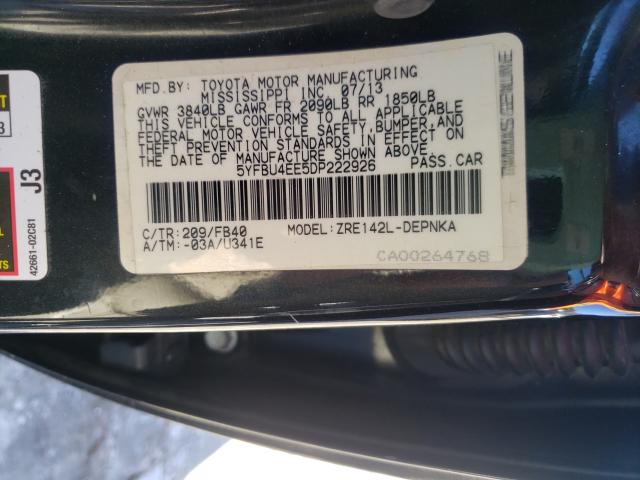 MFD.BY: TOYOTA MOTOR MANUFACTURING
MISSISSIPPI INC. 07/13
GVWR 3840LB GAWR FR 2090LB RR 1850LB
THIS VEHICLE CONFORMS TO ALL APPLICABLE
FEDERAL MOTOR VEHICLE SAFETY, BUMPER, AND
THEFT PREVENTION STANDARDS IN EFFECT ON
THE DATE OF MANUFACTURE SHOWN ABOVE.
5YFBU4EE5DP222926 PASS.CAR
C/TR:209/FB40 MODEL:ZRE142L-DEPNKA
A/TM:-03A/U341E
CA00264768
J3
42661-02C81